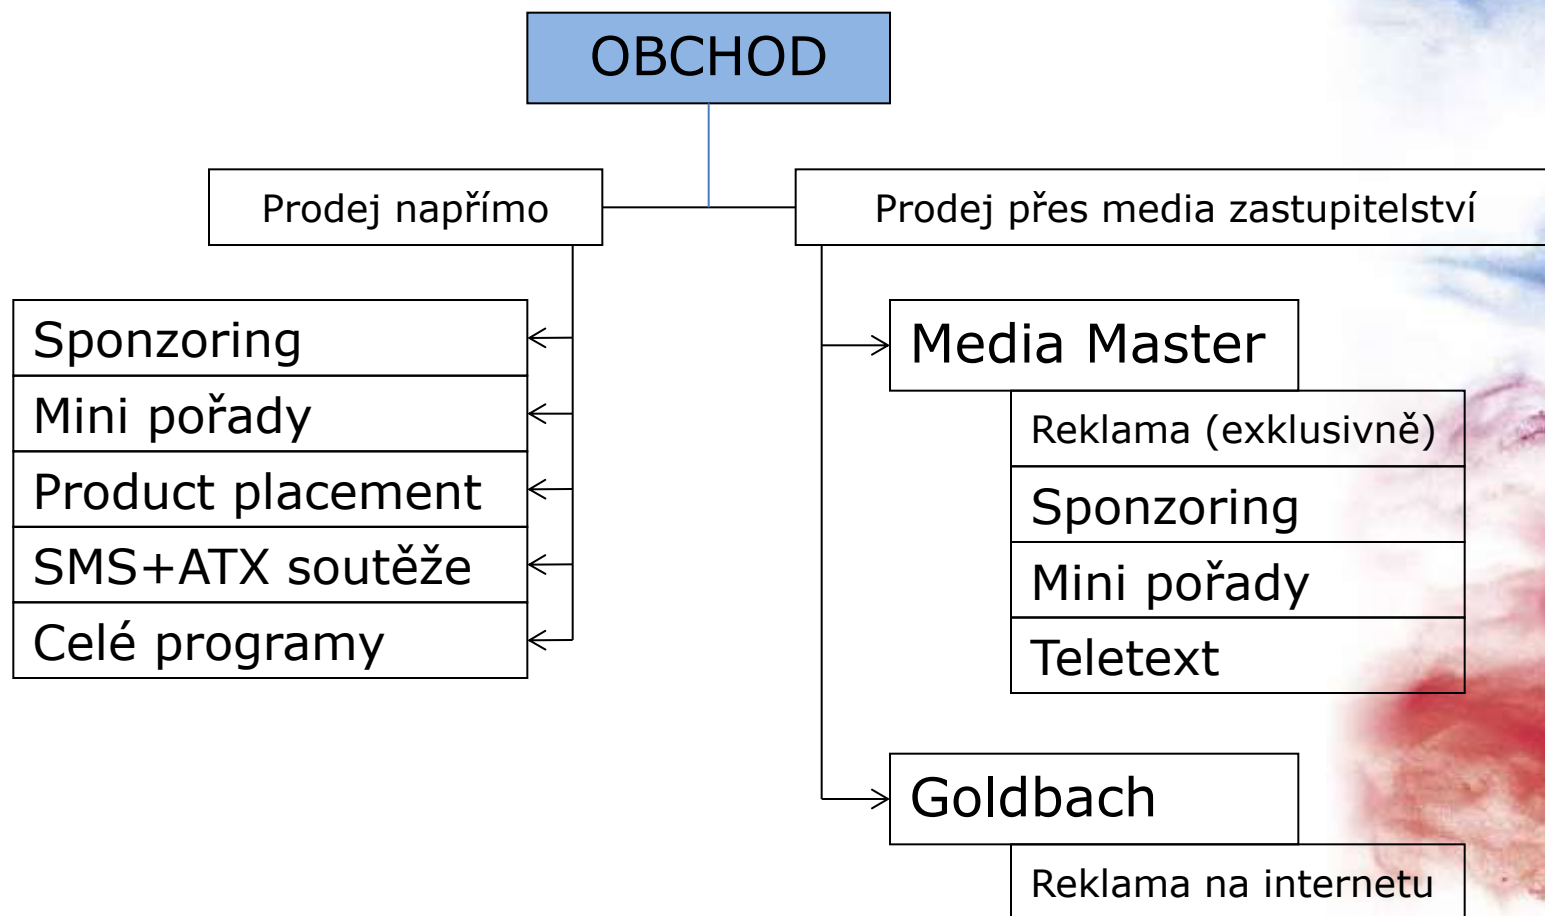 OBCHOD
Prodej napřímo
Prodej přes media zastupitelství
Sponzoring
Mini pořady
Product placement
SMS+ATX soutěže
Celé programy
Media Master
Reklama (exklusivně)
Sponzoring
Mini pořady
Teletext
Goldbach
Reklama na internetu